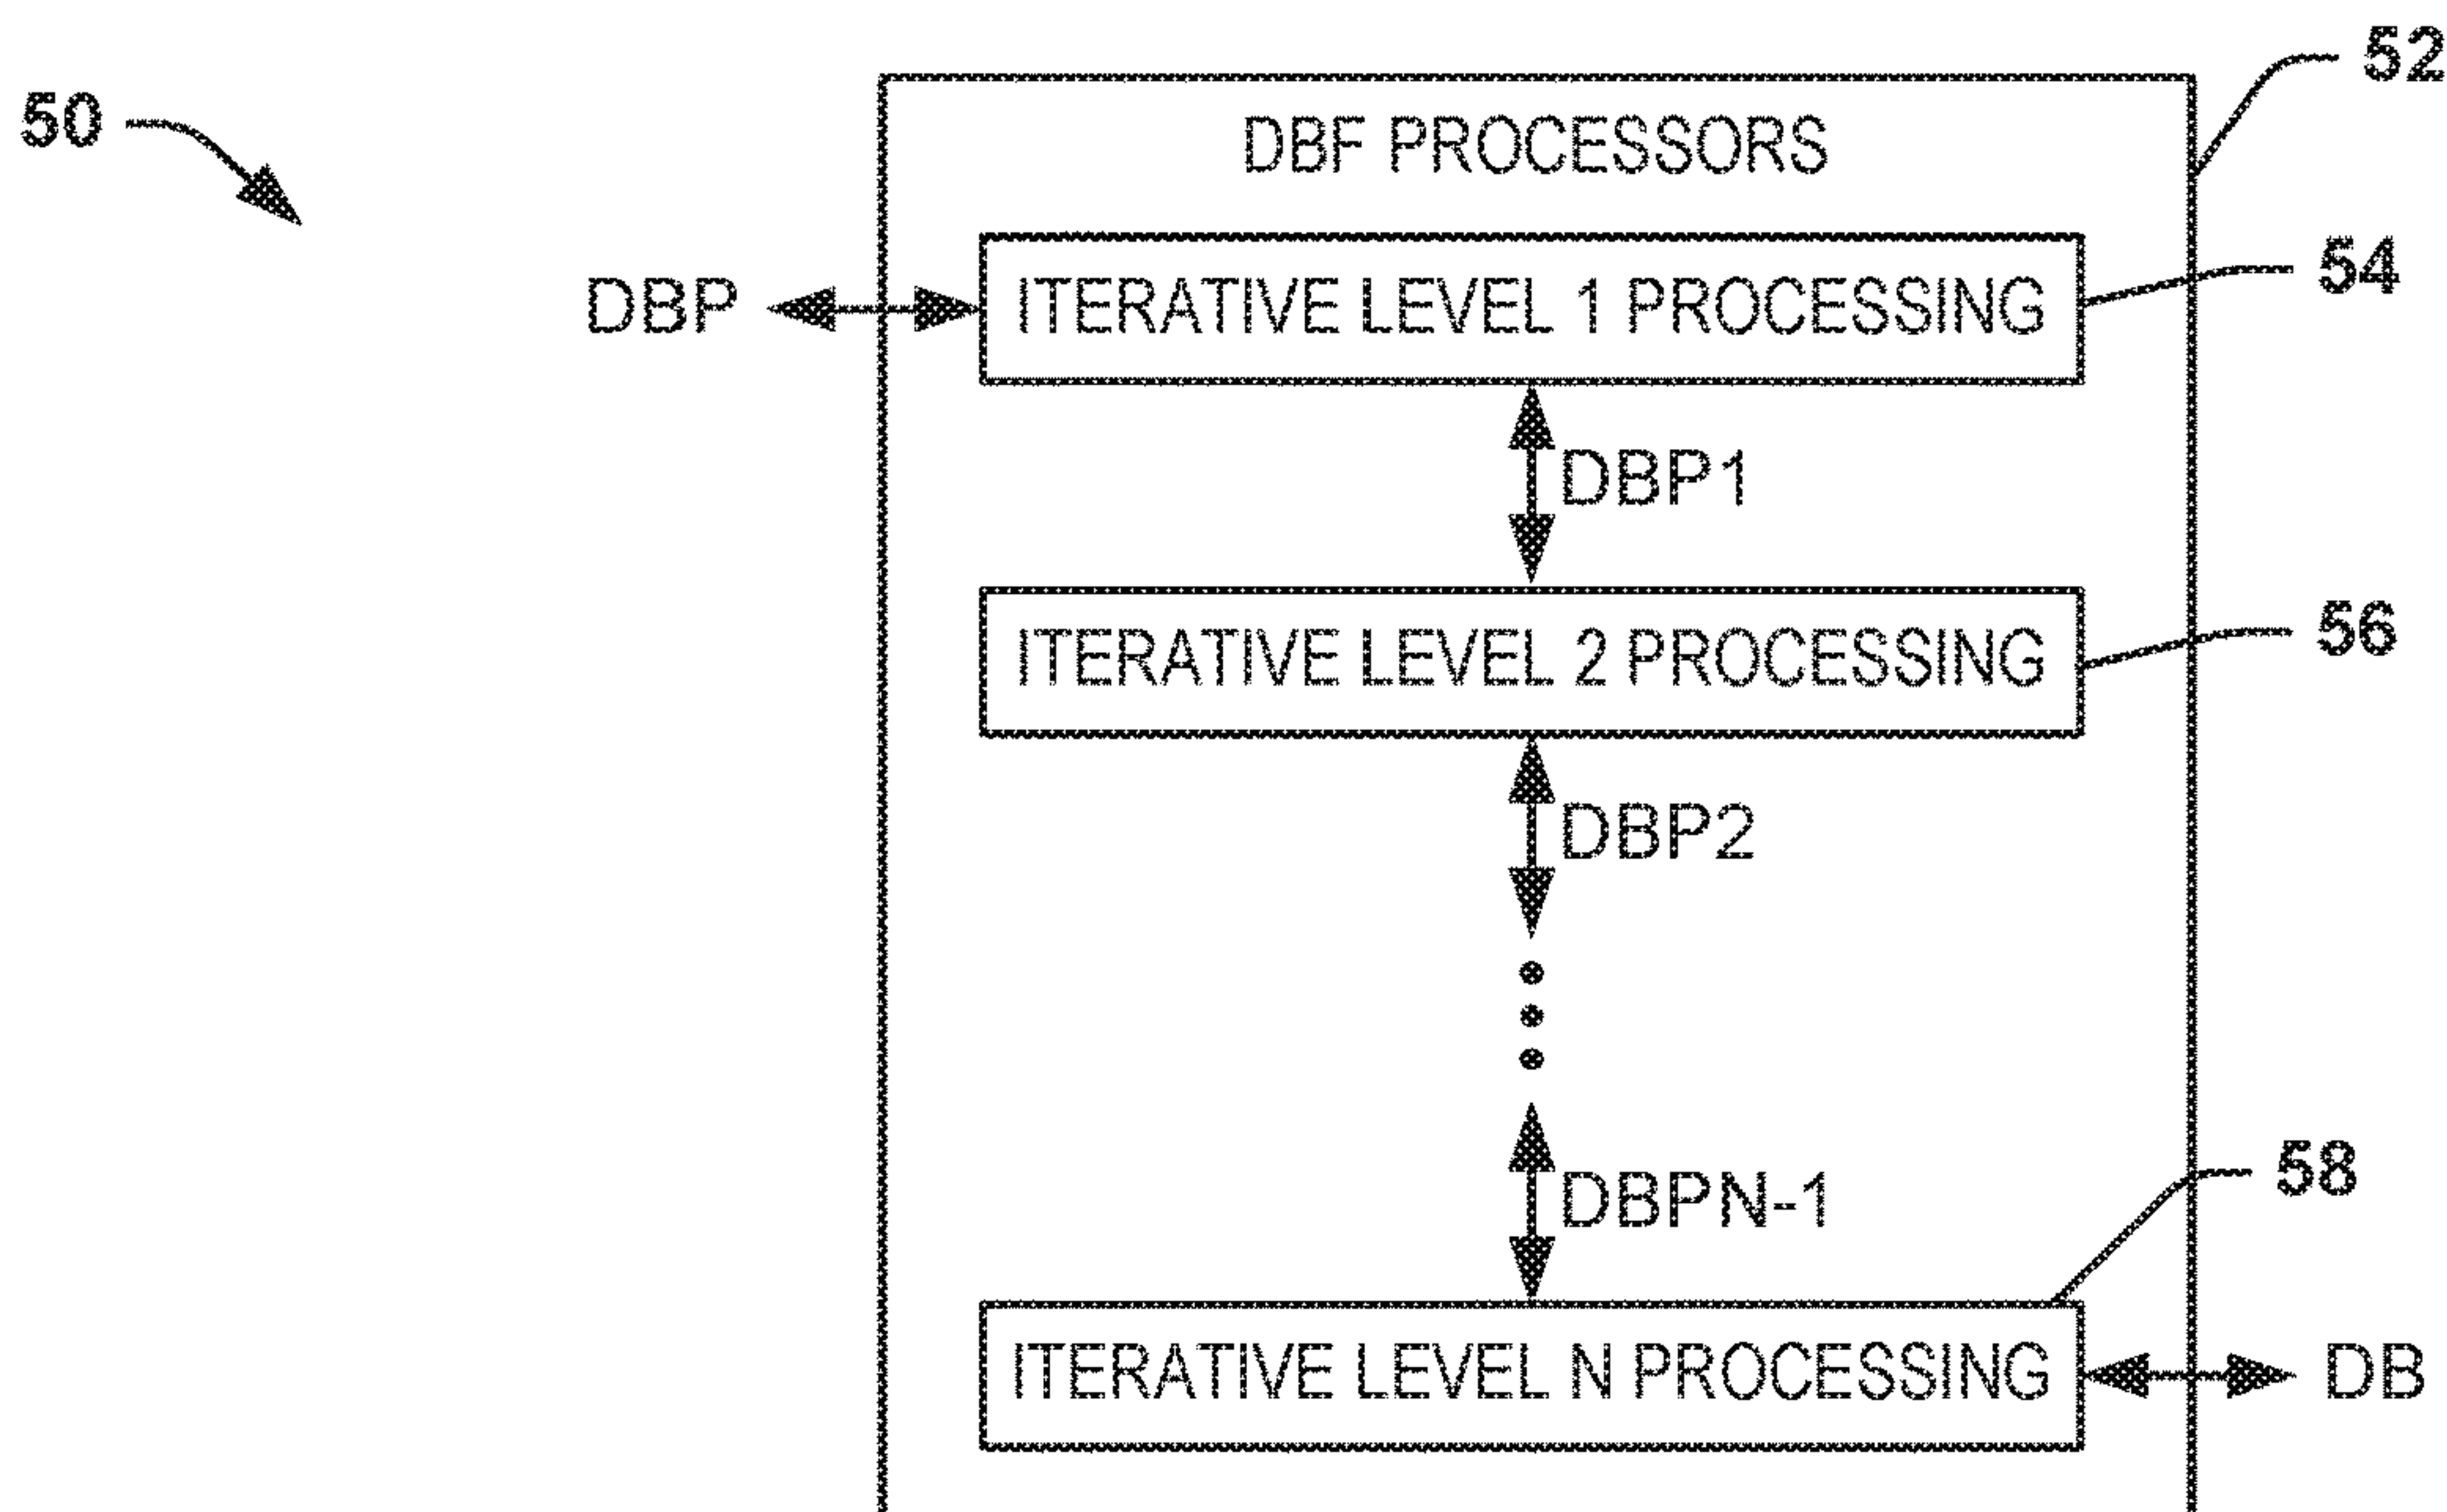 52
50
DBF PROCESSORS
54
DBP
ITERATIVE LEVEL 1 PROCESSING
DBP1
56
ITERATIVE LEVEL 2 PROCESSING
DBP2
58
DBPN-1
ITERATIVE LEVEL N PROCESSING
DB